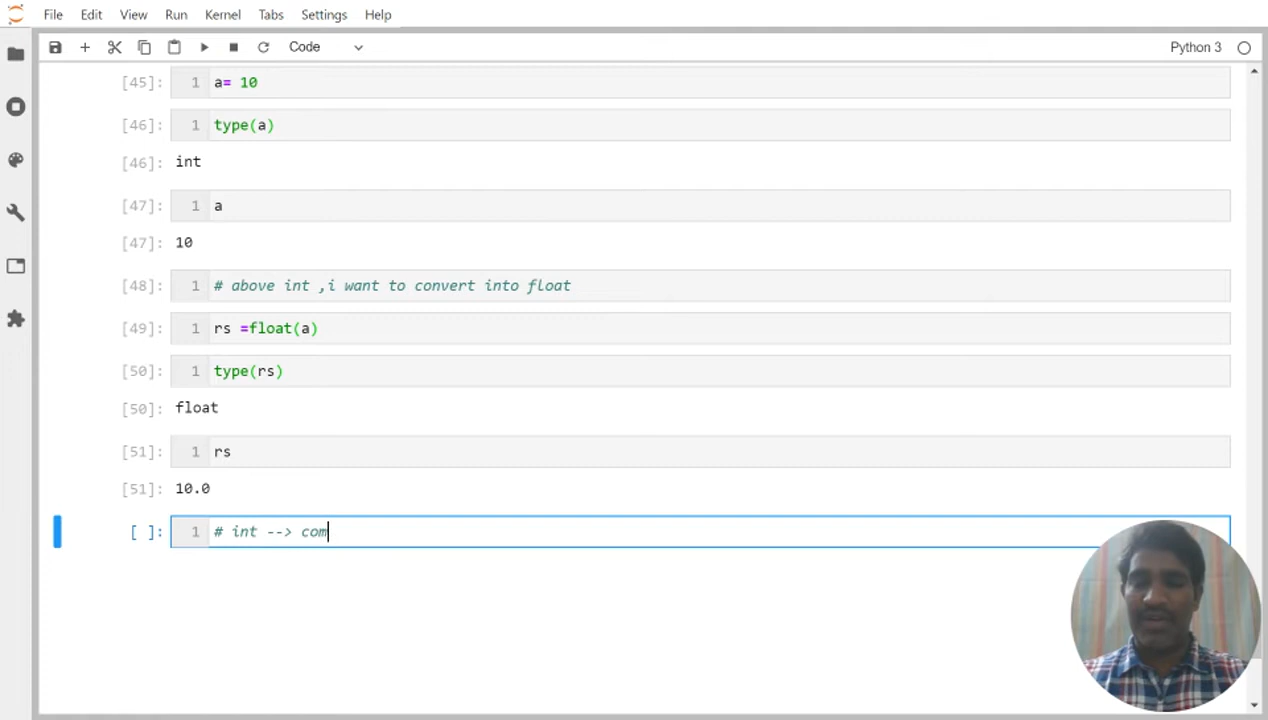 File Edit View Run Kernel Tabs Settings Help
Code Python 3
[45]: 1 a= 10
[46]: 1 type(a)
[46]: int
[47]: 1 a
[47]: 10
[48]: 1 # above int ,i want to convert into float
[49]: 1 rs =float(a)
[50]: 1 type(rs)
[50]: float
[51]: 1 rs
[51]: 10.0
[ ]: 1 # int --> com